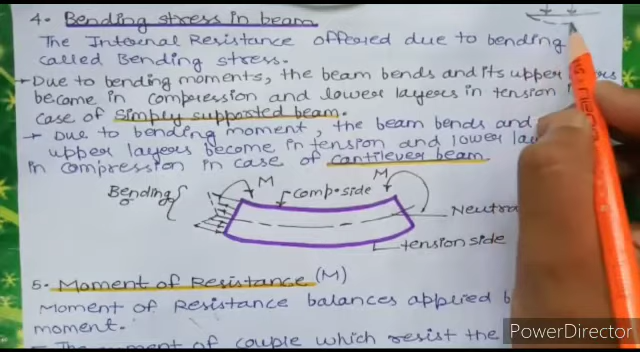 4. Bending stress in beam.
The Internal Resistance offered due to bending
called Bending stress.
→ Due to bending moments, the beam bends and its upper
become in compression and lower layers in tension
case of simply supported beam.
→ Due to bending moment, the beam bends and
upper layers become in tension and lower
in compression in case of cantilever beam.
M
M
comp. side
Bending
tension side
5. Moment of Resistance (M)
Moment of Resistance balances applied
moment.
of couple which resist the
PowerDirector